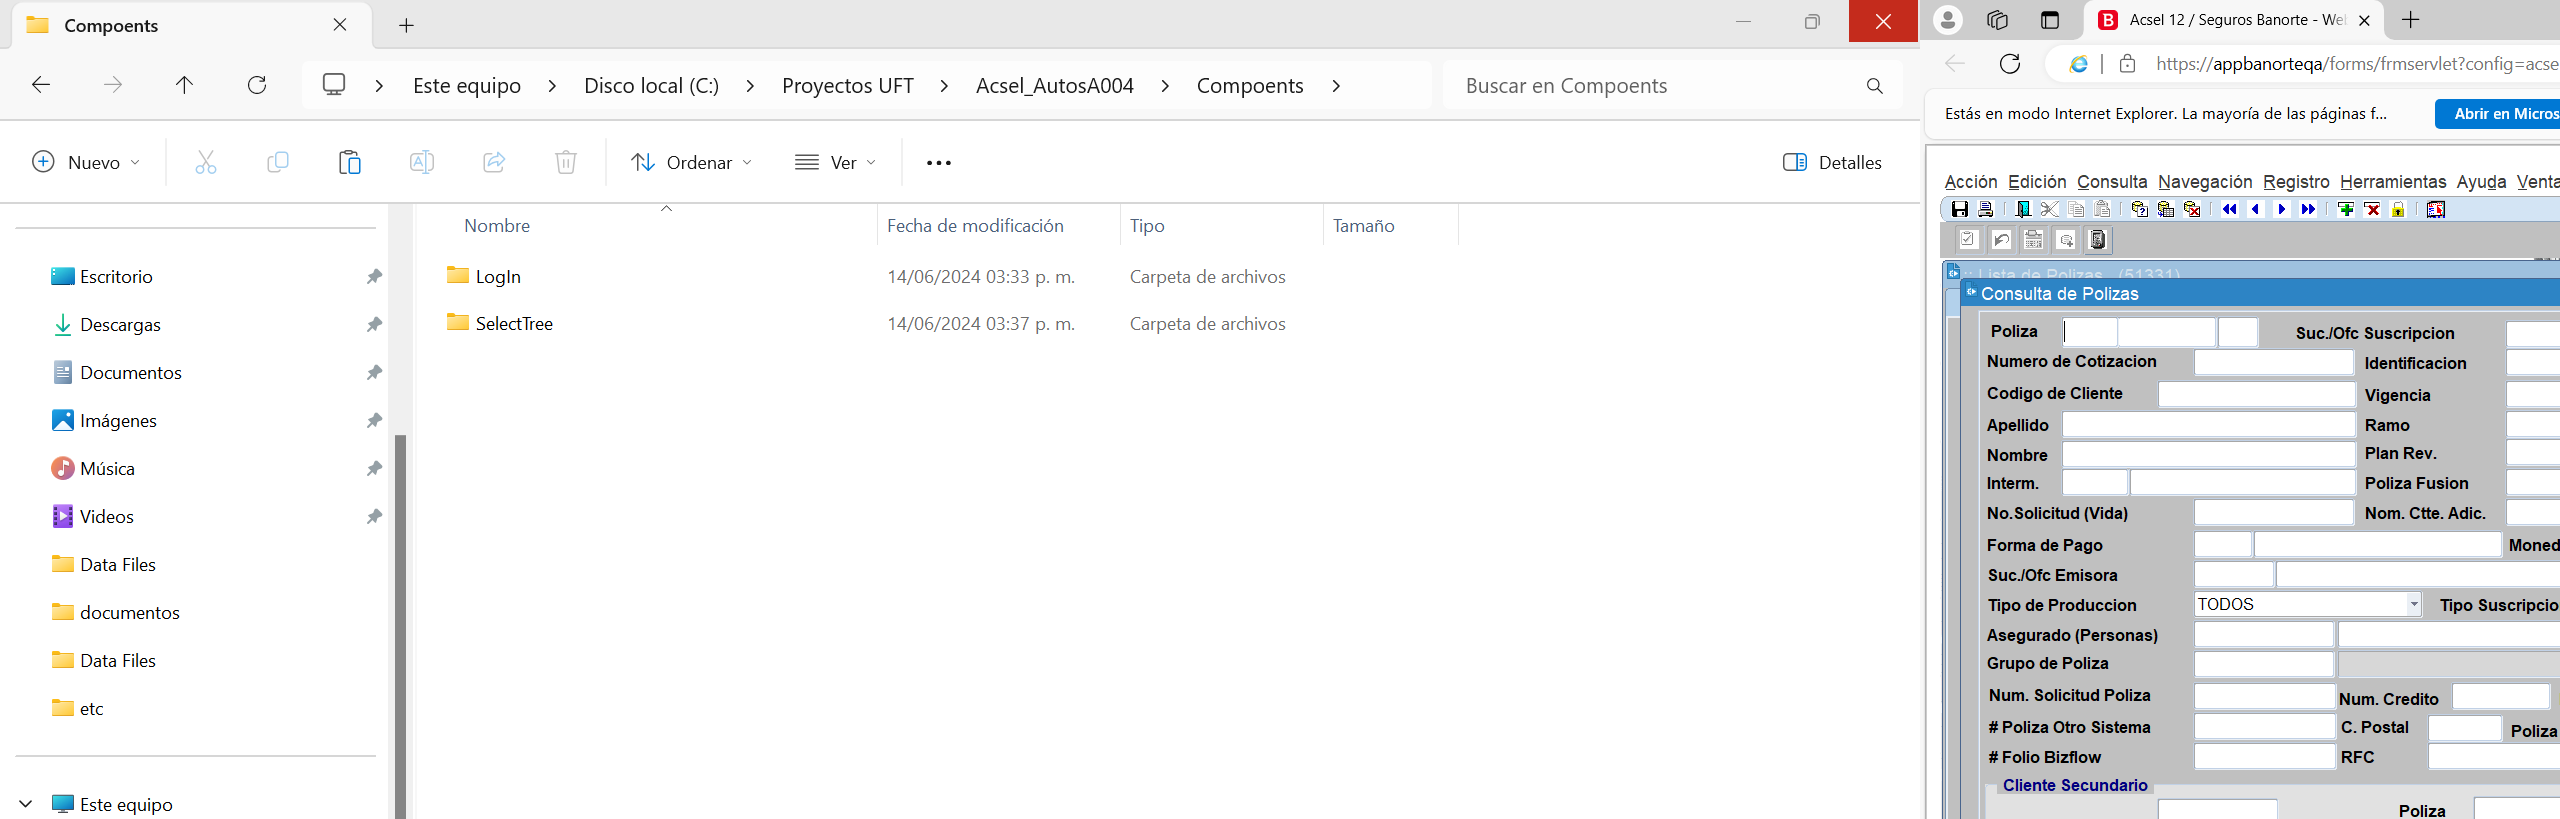 Compoents
Este equipo > Disco local (C:) > Proyectos UFT > Acsel_AutosA004 > Compoents >
Buscar en Compoents
Nuevo
Ordenar
Ver
Detalles
Nombre
Fecha de modificación
Tipo
Tamaño
LogIn
14/06/2024 03:33 p. m.
Carpeta de archivos
SelectTree
14/06/2024 03:37 p. m.
Carpeta de archivos
Escritorio
Descargas
Documentos
Imágenes
Música
Videos
Data Files
documentos
Data Files
etc
Este equipo
Acsel 12 / Seguros Banorte - We
https://appbanorteqa/forms/frmservlet?config=acse
Estás en modo Internet Explorer. La mayoría de las páginas f...
Abrir en Micros
Acción Edición Consulta Navegación Registro Herramientas Ayuda Venta
:: Lista de Polizas (51331)
Consulta de Polizas
Poliza
Suc./Ofc Suscripcion
Numero de Cotizacion
Identificacion
Codigo de Cliente
Vigencia
Apellido
Ramo
Nombre
Plan Rev.
Interm.
Poliza Fusion
No.Solicitud (Vida)
Nom. Ctte. Adic.
Forma de Pago
Moned
Suc./Ofc Emisora
Tipo de Produccion
TODOS
Tipo Suscripcio
Asegurado (Personas)
Grupo de Poliza
Num. Solicitud Poliza
Num. Credito
# Poliza Otro Sistema
C. Postal
Poliza
# Folio Bizflow
RFC
Cliente Secundario
Poliza